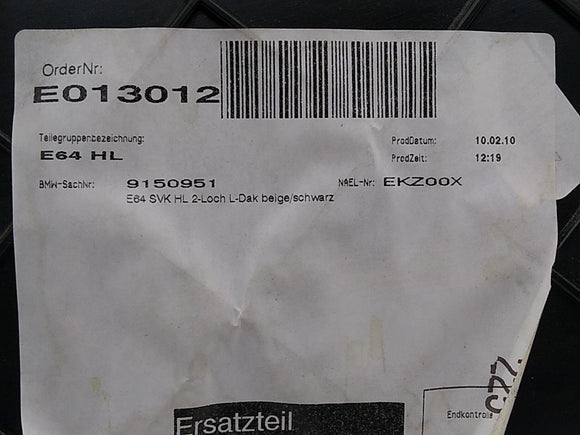 OrderNr:
E013012
Teilegruppenbezeichnung:
E64 HL
ProdDatum: 10.02.10
ProdZeit: 12:19
BMW-SachNr: 9150951 NAEL-Nr: EKZ00X
E64 SVK HL 2-Loch L-Dak beige/schwarz
Ersatzteil
Endkontrolle